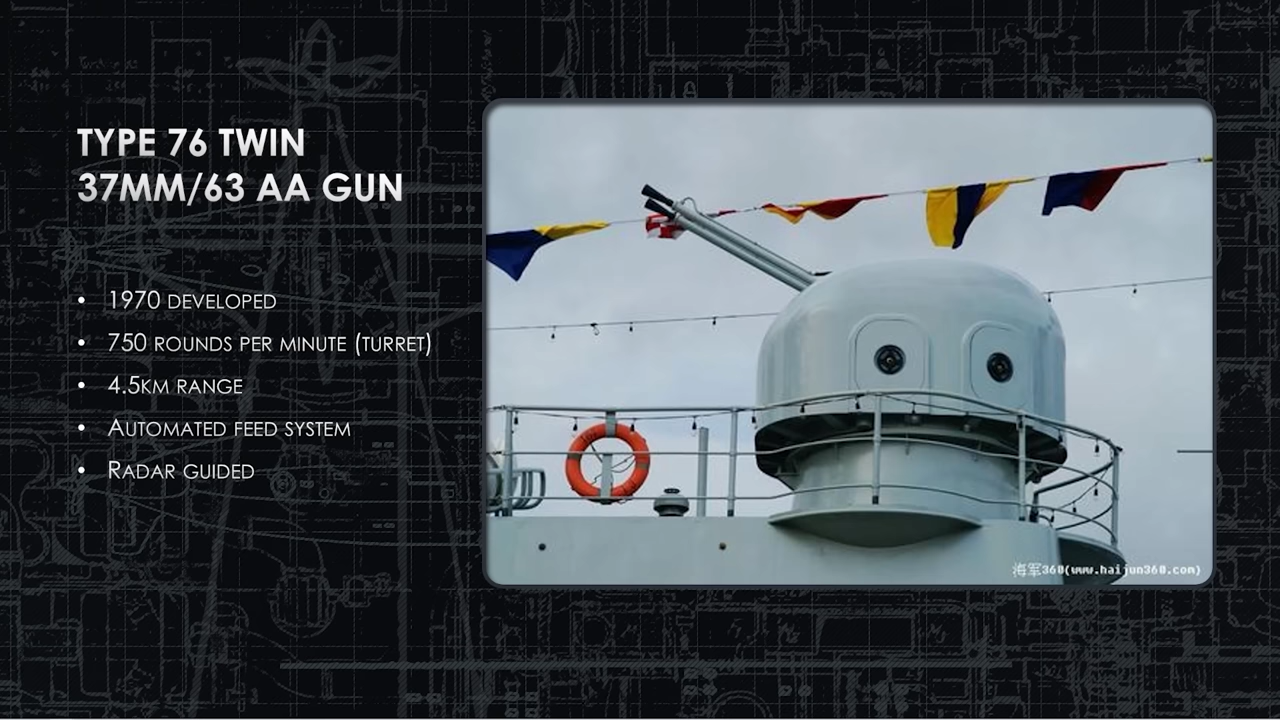 TYPE 76 TWIN
37MM/63 AA GUN
• 1970 DEVELOPED
• 750 ROUNDS PER MINUTE (TURRET)
• 4.5KM RANGE
• AUTOMATED FEED SYSTEM
• RADAR GUIDED
海军360(www.haijun360.com)